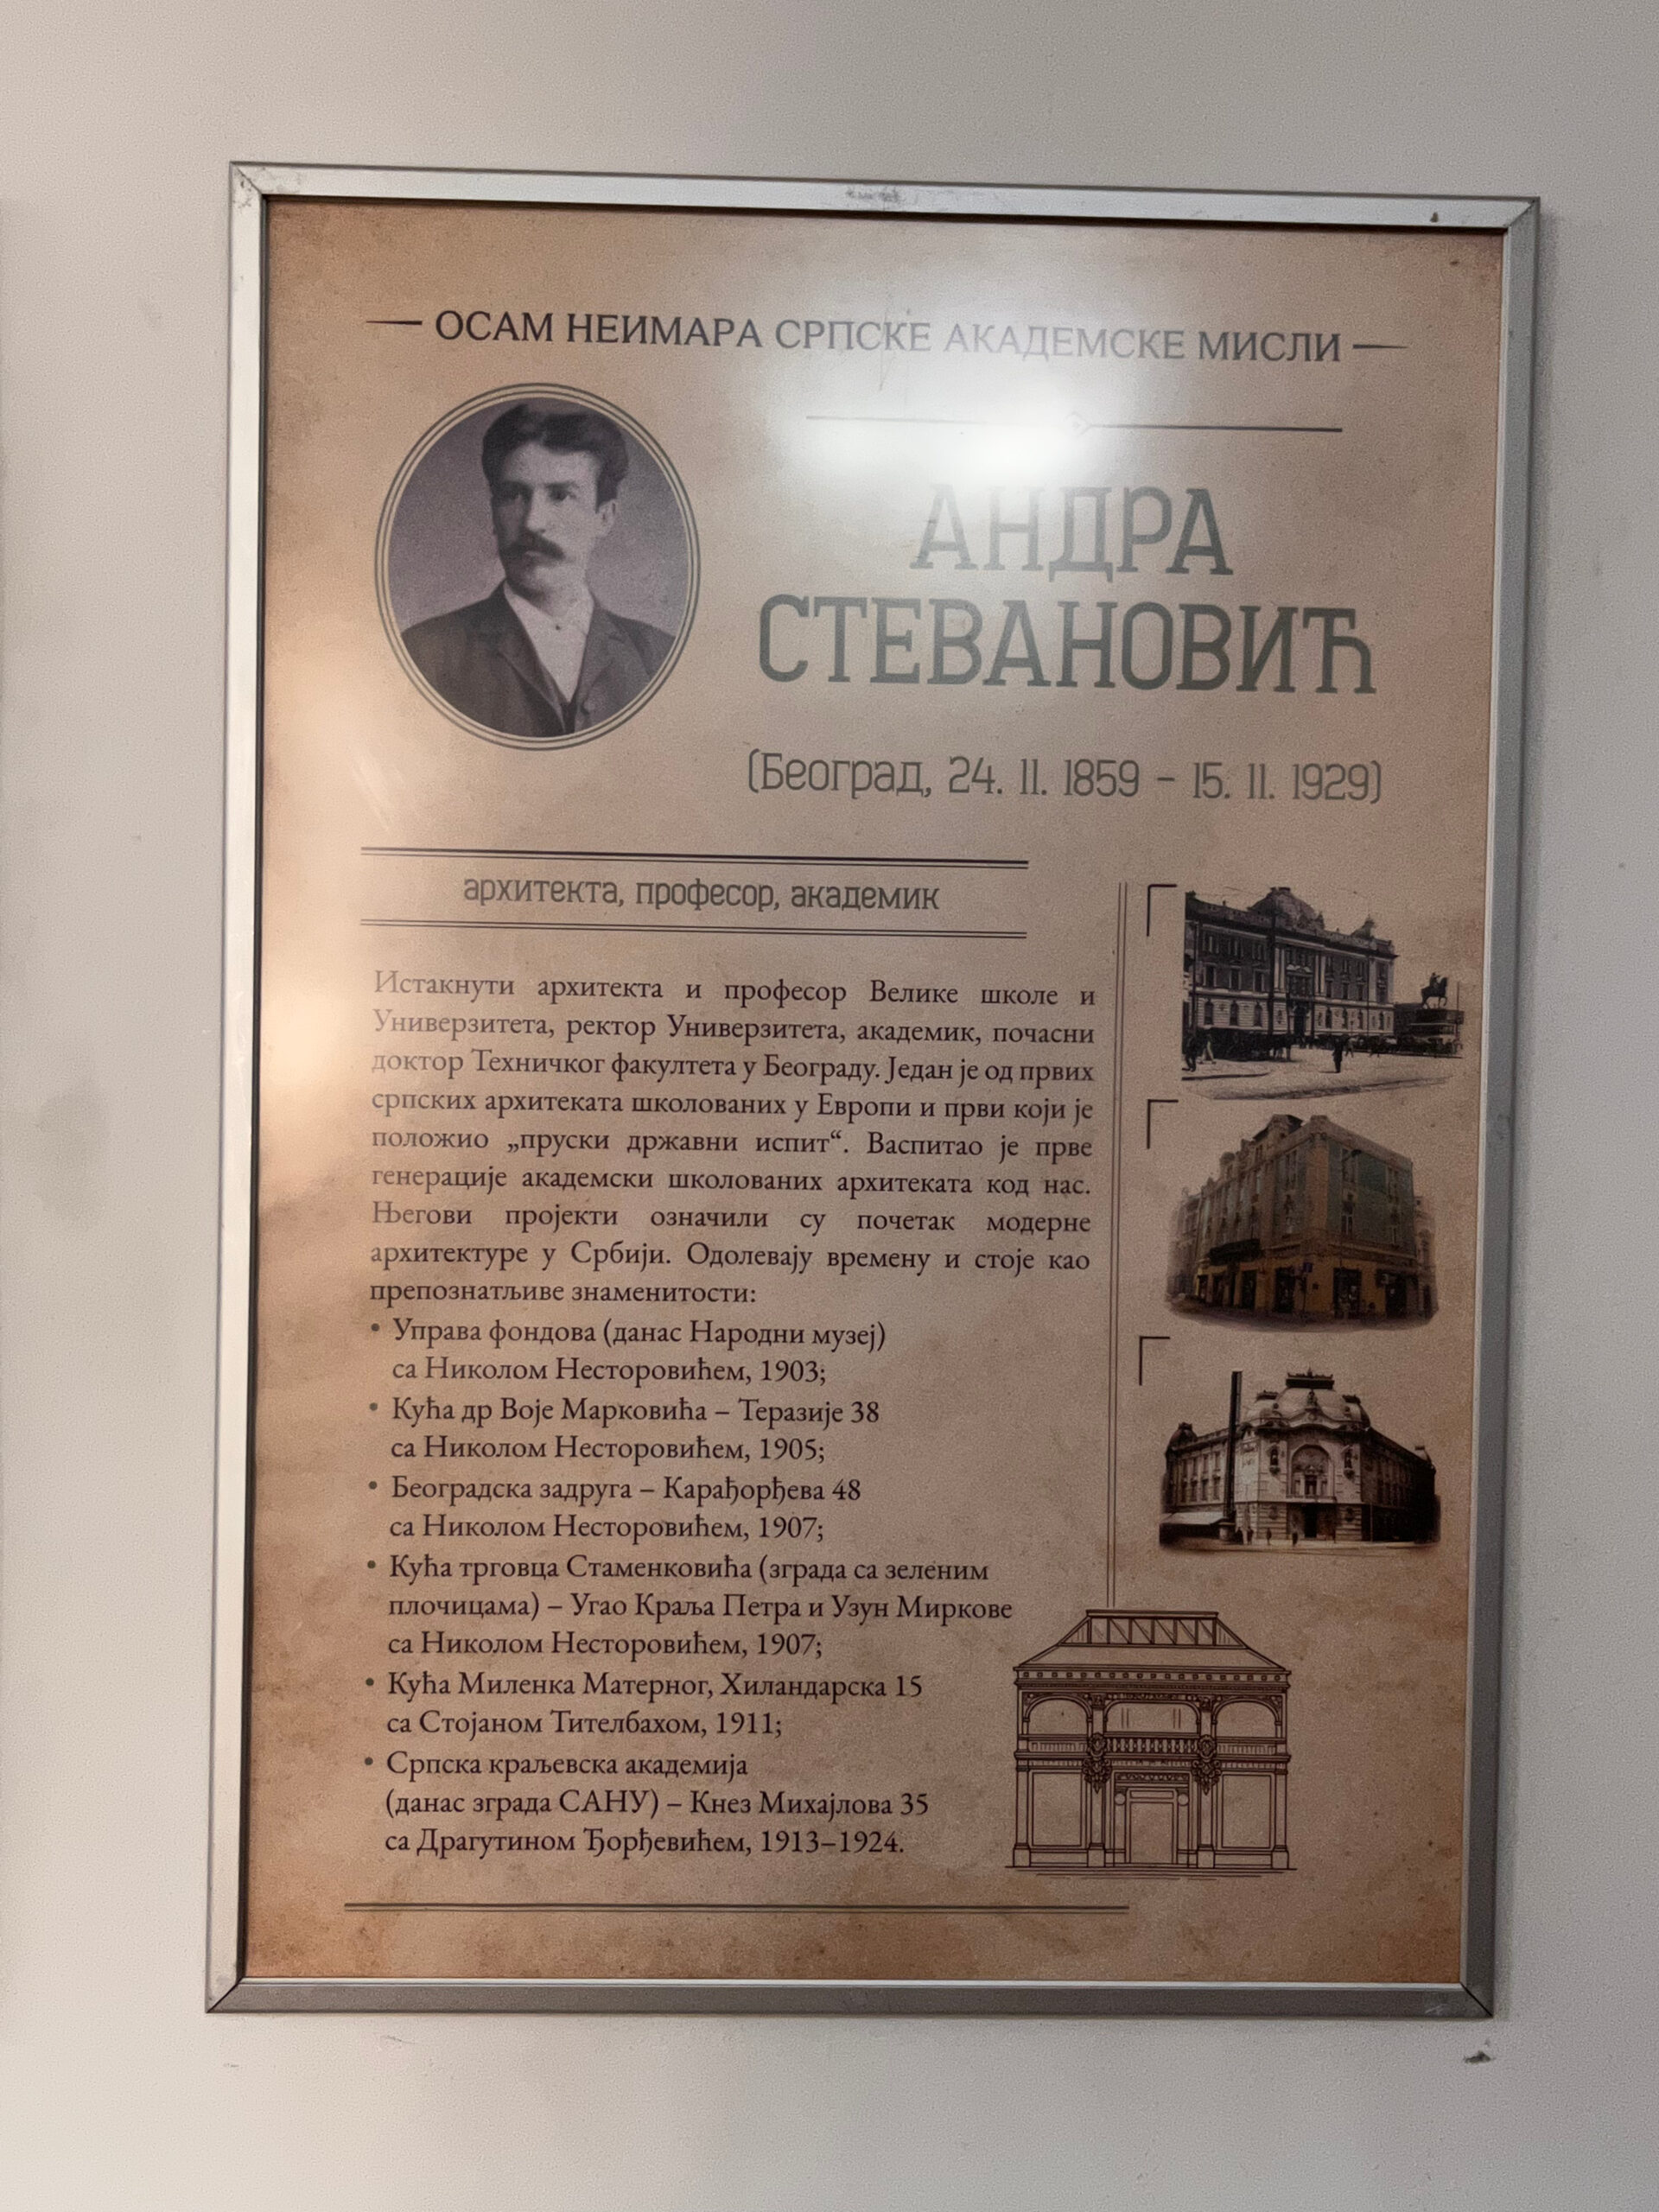 ОСАМ НЕИМАРА СРПСКЕ АКАДЕМСКЕ МИСЛИ
АНДРА
СТЕВАНОВИЋ
(Београд, 24. 11. 1859 – 15. 11. 1929)
архитекта, професор, академик
Истакнути архитекта и професор Велике школе и
Универзитета, ректор Универзитета, академик, почасни
доктор Техничког факултета у Београду. Један је од првих
српских архитеката школованих у Европи и први који је
положио „пруски државни испит“. Васпитао је прве
генерације академски школованих архитеката код нас.
Његови пројекти означили су почетак модерне
архитектуре у Србији. Одолевају времену и стоје као
препознатљиве знаменитости:
• Управа фондова (данас Народни музеј)
са Николом Несторовићем, 1903;
• Кућа др Воје Марковића – Теразије 38
са Николом Несторовићем, 1905;
• Београдска задруга – Карађорђева 48
са Николом Несторовићем, 1907;
• Кућа трговца Стаменковића (зграда са зеленим
плочицама) – Угао Краља Петра и Узун Миркове
са Николом Несторовићем, 1907;
• Кућа Миленка Матерног, Хиландарска 15
са Стојаном Тителбахом, 1911;
• Српска краљевска академија
(данас зграда САНУ) – Кнез Михајлова 35
са Драгутином Ђорђевићем, 1913–1924.